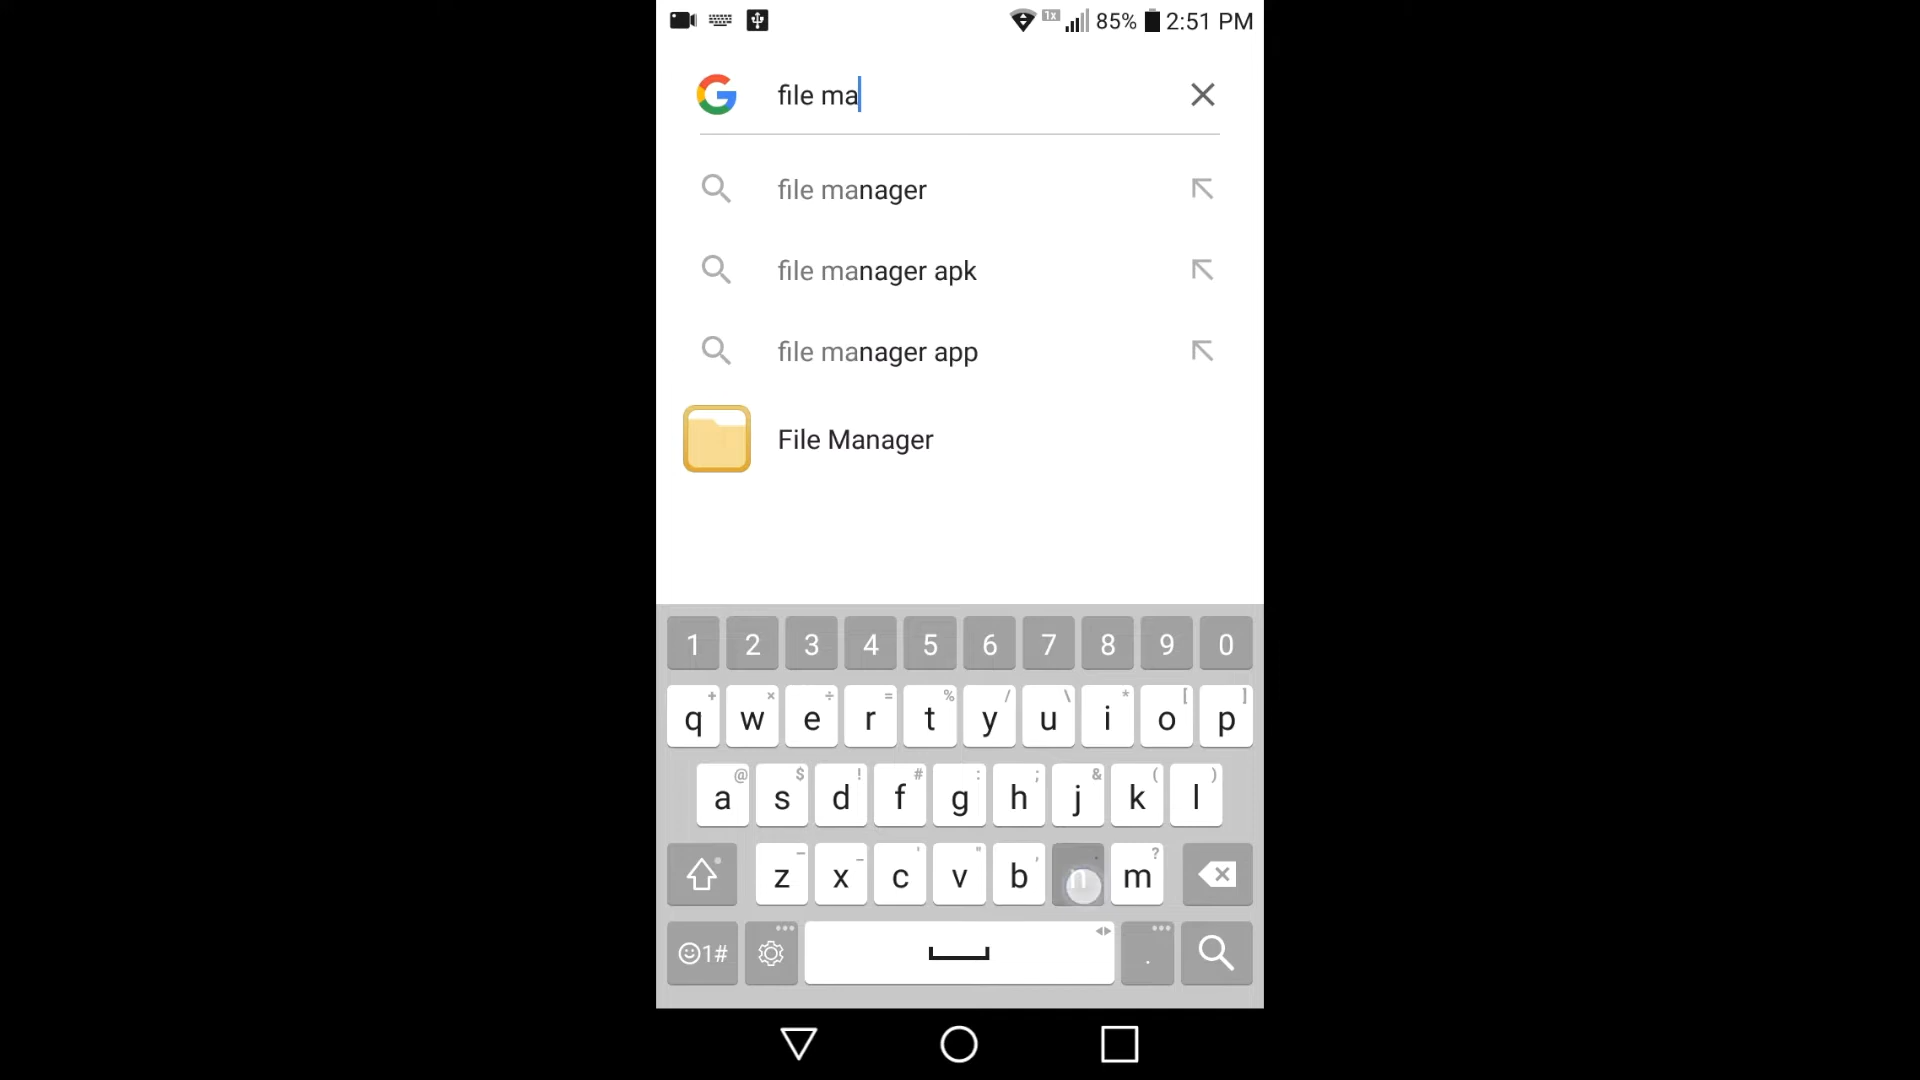 1x 85% 2:51 PM
file ma
file manager
file manager apk
file manager app
File Manager
1 2 3 4 5 6 7 8 9 0
+ × ÷ = % / \ * [ ]
q w e r t y u i o p
@ $ ! # : ; & ( )
a s d f g h j k l
z x c v b n m
1#
.